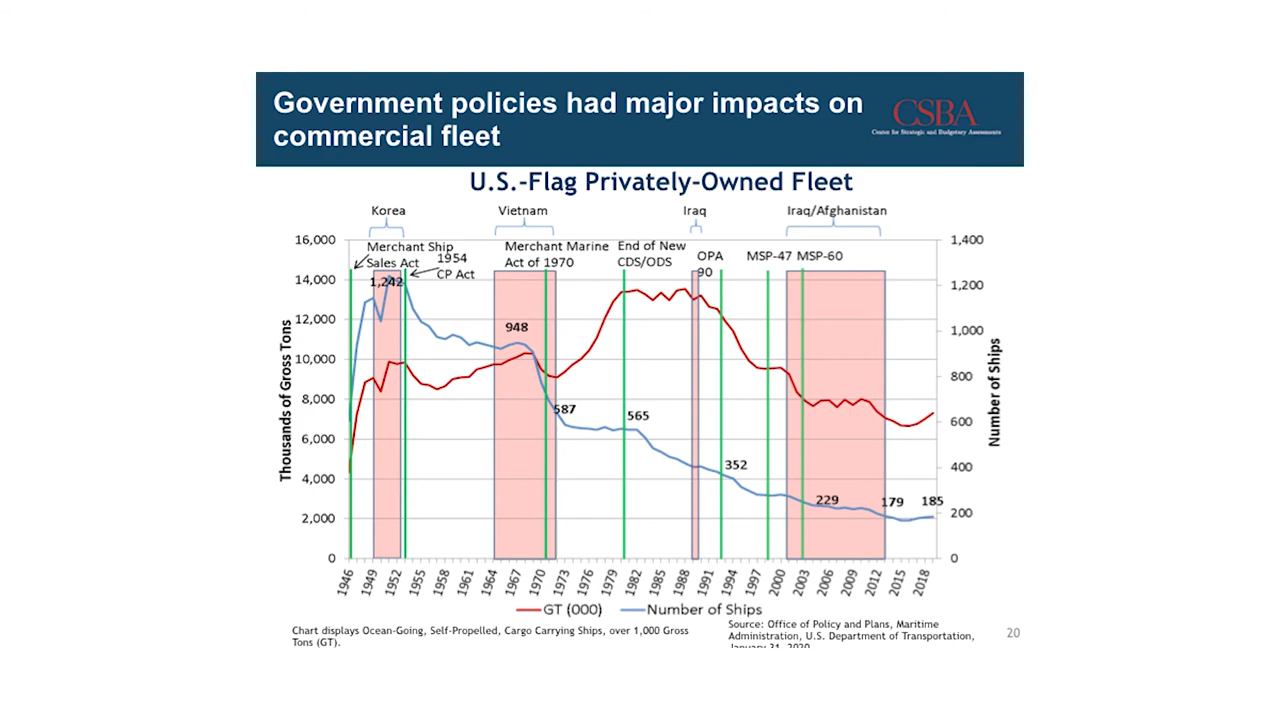 Government policies had major impacts on
commercial fleet
CSBA
Center for Strategic and Budgetary Assessments
U.S.-Flag Privately-Owned Fleet
Korea
Vietnam
Iraq
Iraq/Afghanistan
Merchant Ship
Sales Act
1954
CP Act
Merchant Marine
Act of 1970
End of New
CDS/ODS
OPA
90
MSP-47 MSP-60
16,000
14,000
12,000
10,000
8,000
6,000
4,000
2,000
0
Thousands of Gross Tons
1,242
948
587
565
352
229
179
185
1,400
1,200
1,000
800
600
400
200
0
Number of Ships
1946 1949 1952 1955 1958 1961 1964 1967 1970 1973 1976 1979 1982 1985 1988 1991 1994 1997 2000 2003 2006 2009 2012 2015 2018
GT (000) Number of Ships
Chart displays Ocean-Going, Self-Propelled, Cargo Carrying Ships, over 1,000 Gross
Tons (GT).
Source: Office of Policy and Plans, Maritime
Administration, U.S. Department of Transportation,
January 31, 2020
20